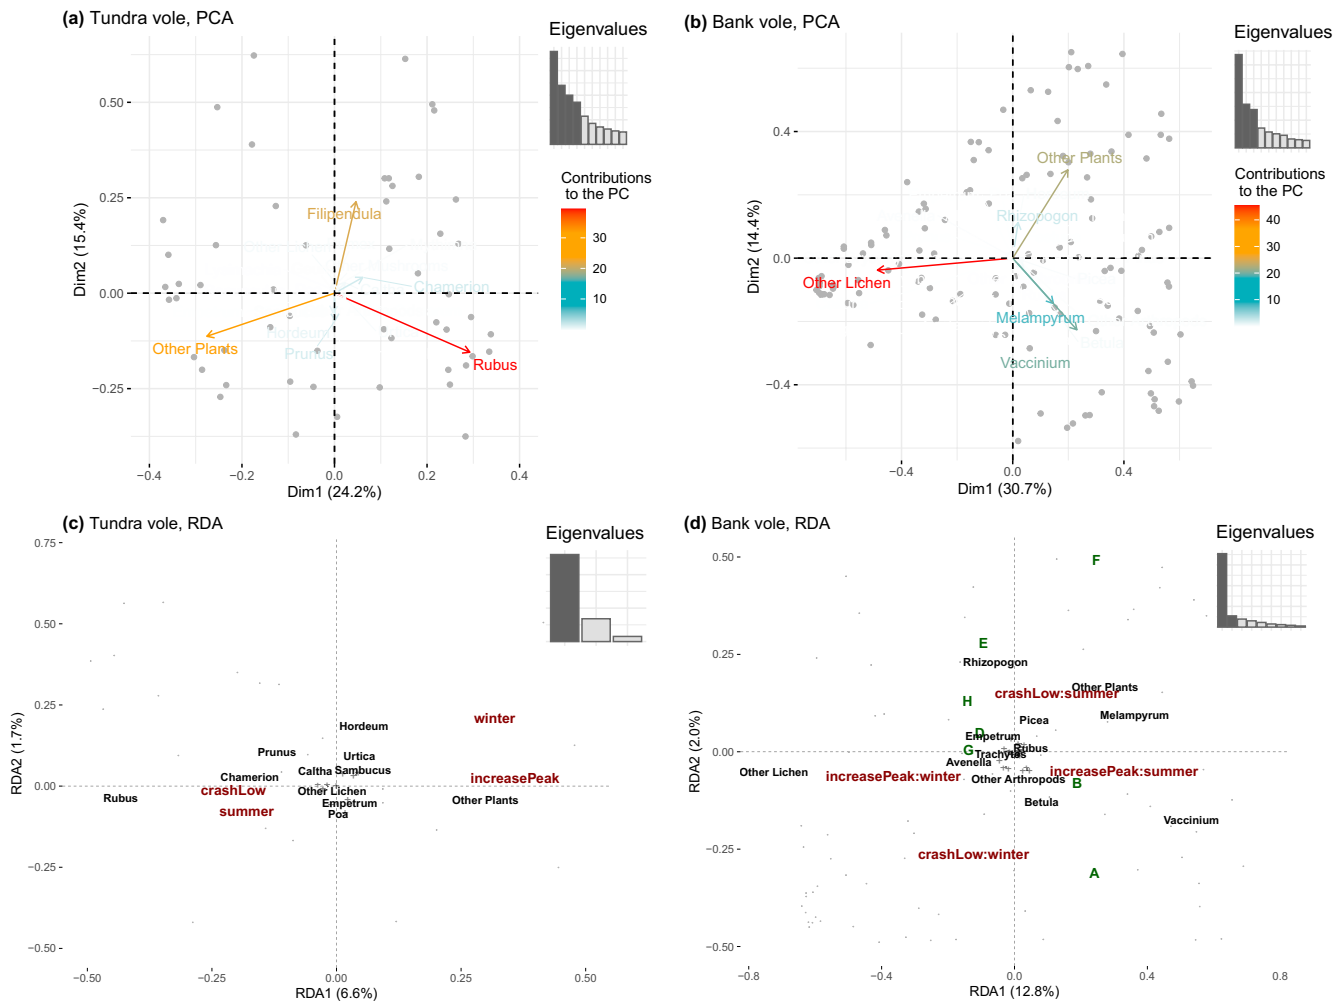 (a) Tundra vole, PCA
Eigenvalues
Contributions
to the PC
30
20
10
0.50
0.25
0.00
−0.25
Dim2 (15.4%)
Filipendula
Chamerion
Hordeum
Prunus
Other Plants
Rubus
−0.4
−0.2
0.0
0.2
0.4
Dim1 (24.2%)
(b) Bank vole, PCA
Eigenvalues
Contributions
to the PC
40
30
20
10
0.4
0.0
−0.4
Dim2 (14.4%)
Other Plants
Rhizopogon
Other Lichen
Melampyrum
Betula
Vaccinium
−0.4
0.0
0.4
Dim1 (30.7%)
(c) Tundra vole, RDA
Eigenvalues
0.75
0.50
0.25
0.00
−0.25
−0.50
RDA2 (1.7%)
winter
Hordeum
Prunus
Urtica
Caltha
Sambucus
Chamerion
increasePeak
crashLow
Other Lichen
Rubus
Empetrum
Other Plants
summer
Poa
−0.50
−0.25
0.00
0.25
0.50
RDA1 (6.6%)
(d) Bank vole, RDA
Eigenvalues
0.50
0.25
0.00
−0.25
−0.50
RDA2 (2.0%)
F
E
Rhizopogon
Other Plants
crashLow:summer
H
Melampyrum
Picea
D
Empetrum
G
Rubus
Trachytes
Avenella
Other Lichen
increasePeak:winter
increasePeak:summer
Other Arthropods
B
Betula
Vaccinium
crashLow:winter
A
−0.8
−0.4
0.0
0.4
0.8
RDA1 (12.8%)